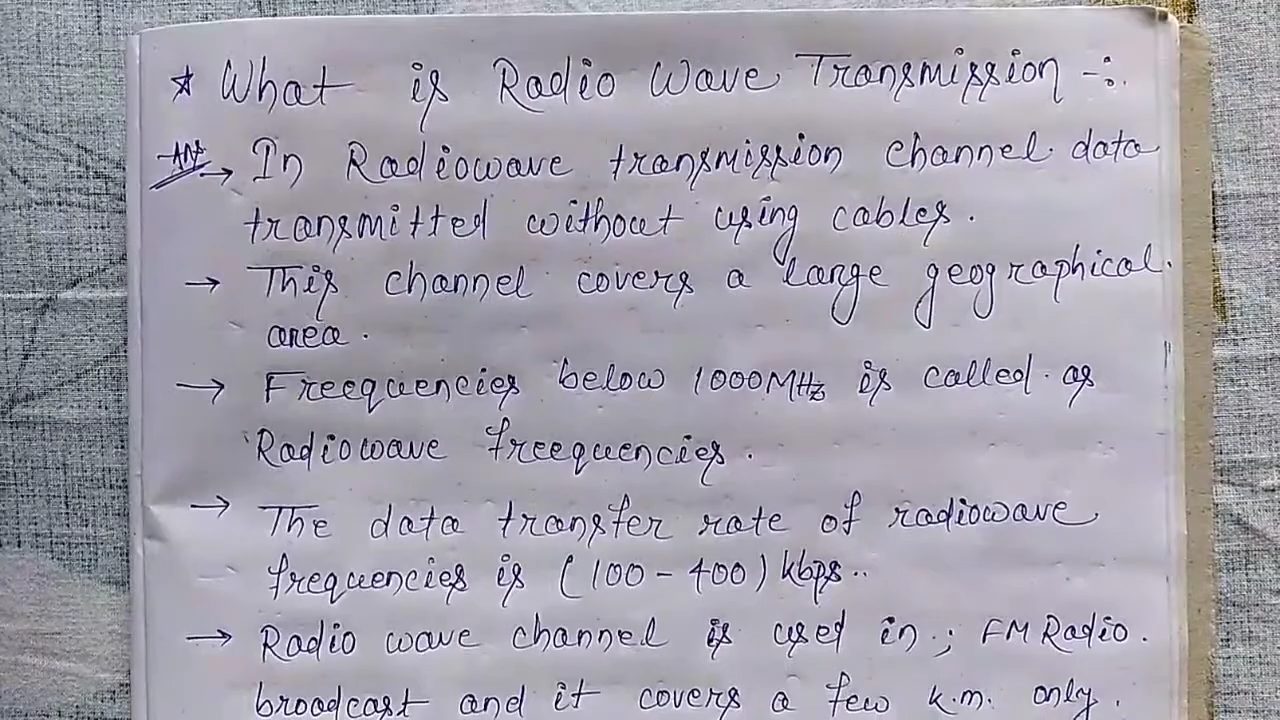 ★ What is Radio Wave Transmission -:
Ans → In Radiowave transmission channel data
transmitted without using cables.
→ This channel covers a large geographical
area.
→ Freequencies below 1000MHz is called as
Radiowave freequencies.
→ The data transfer rate of radiowave
frequencies is (100 - 400) kbps..
→ Radio wave channel is used in ; FM Radio.
broadcast and it covers a few k.m. only.